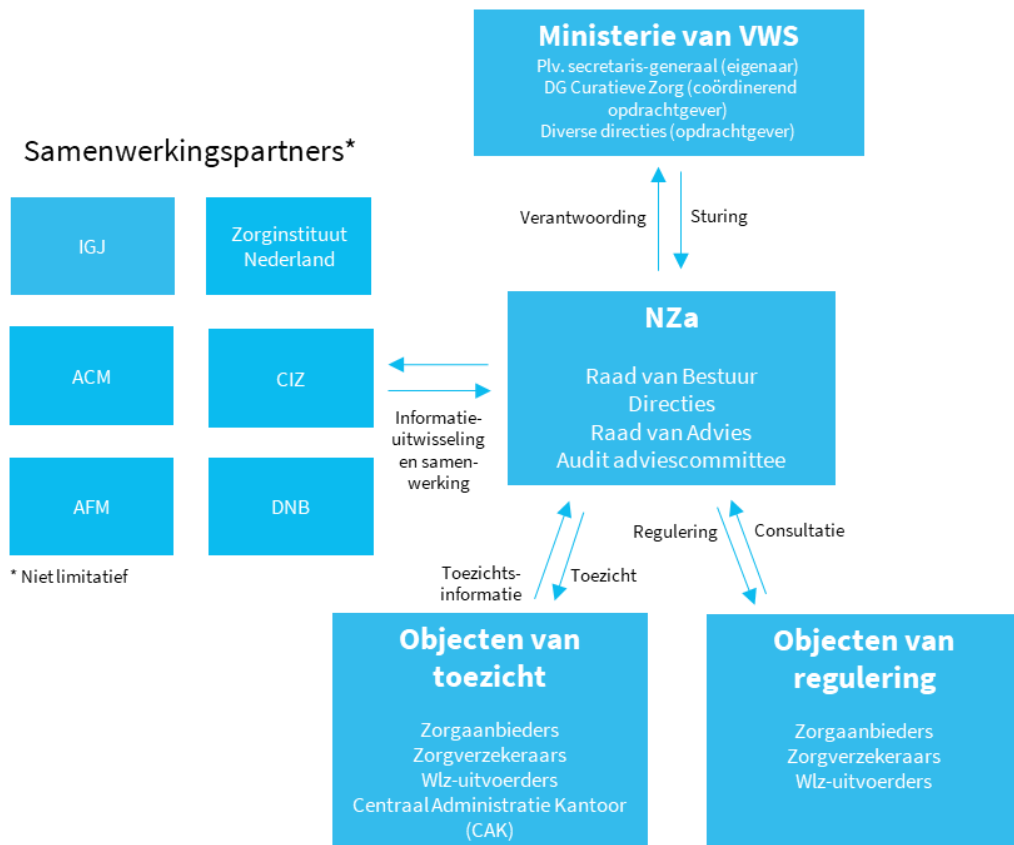 Ministerie van VWS
Plv. secretaris-generaal (eigenaar)
DG Curatieve Zorg (coördinerend
opdrachtgever)
Diverse directies (opdrachtgever)
Samenwerkingspartners*
IGJ
Zorginstituut
Nederland
ACM
CIZ
AFM
DNB
* Niet limitatief
Verantwoording
Sturing
NZa
Raad van Bestuur
Directies
Raad van Advies
Audit adviescommittee
Informatie-
uitwisseling
en samen-
werking
Toezichts-
informatie
Toezicht
Regulering
Consultatie
Objecten van
toezicht
Zorgaanbieders
Zorgverzekeraars
Wlz-uitvoerders
Centraal Administratie Kantoor
(CAK)
Objecten van
regulering
Zorgaanbieders
Zorgverzekeraars
Wlz-uitvoerders